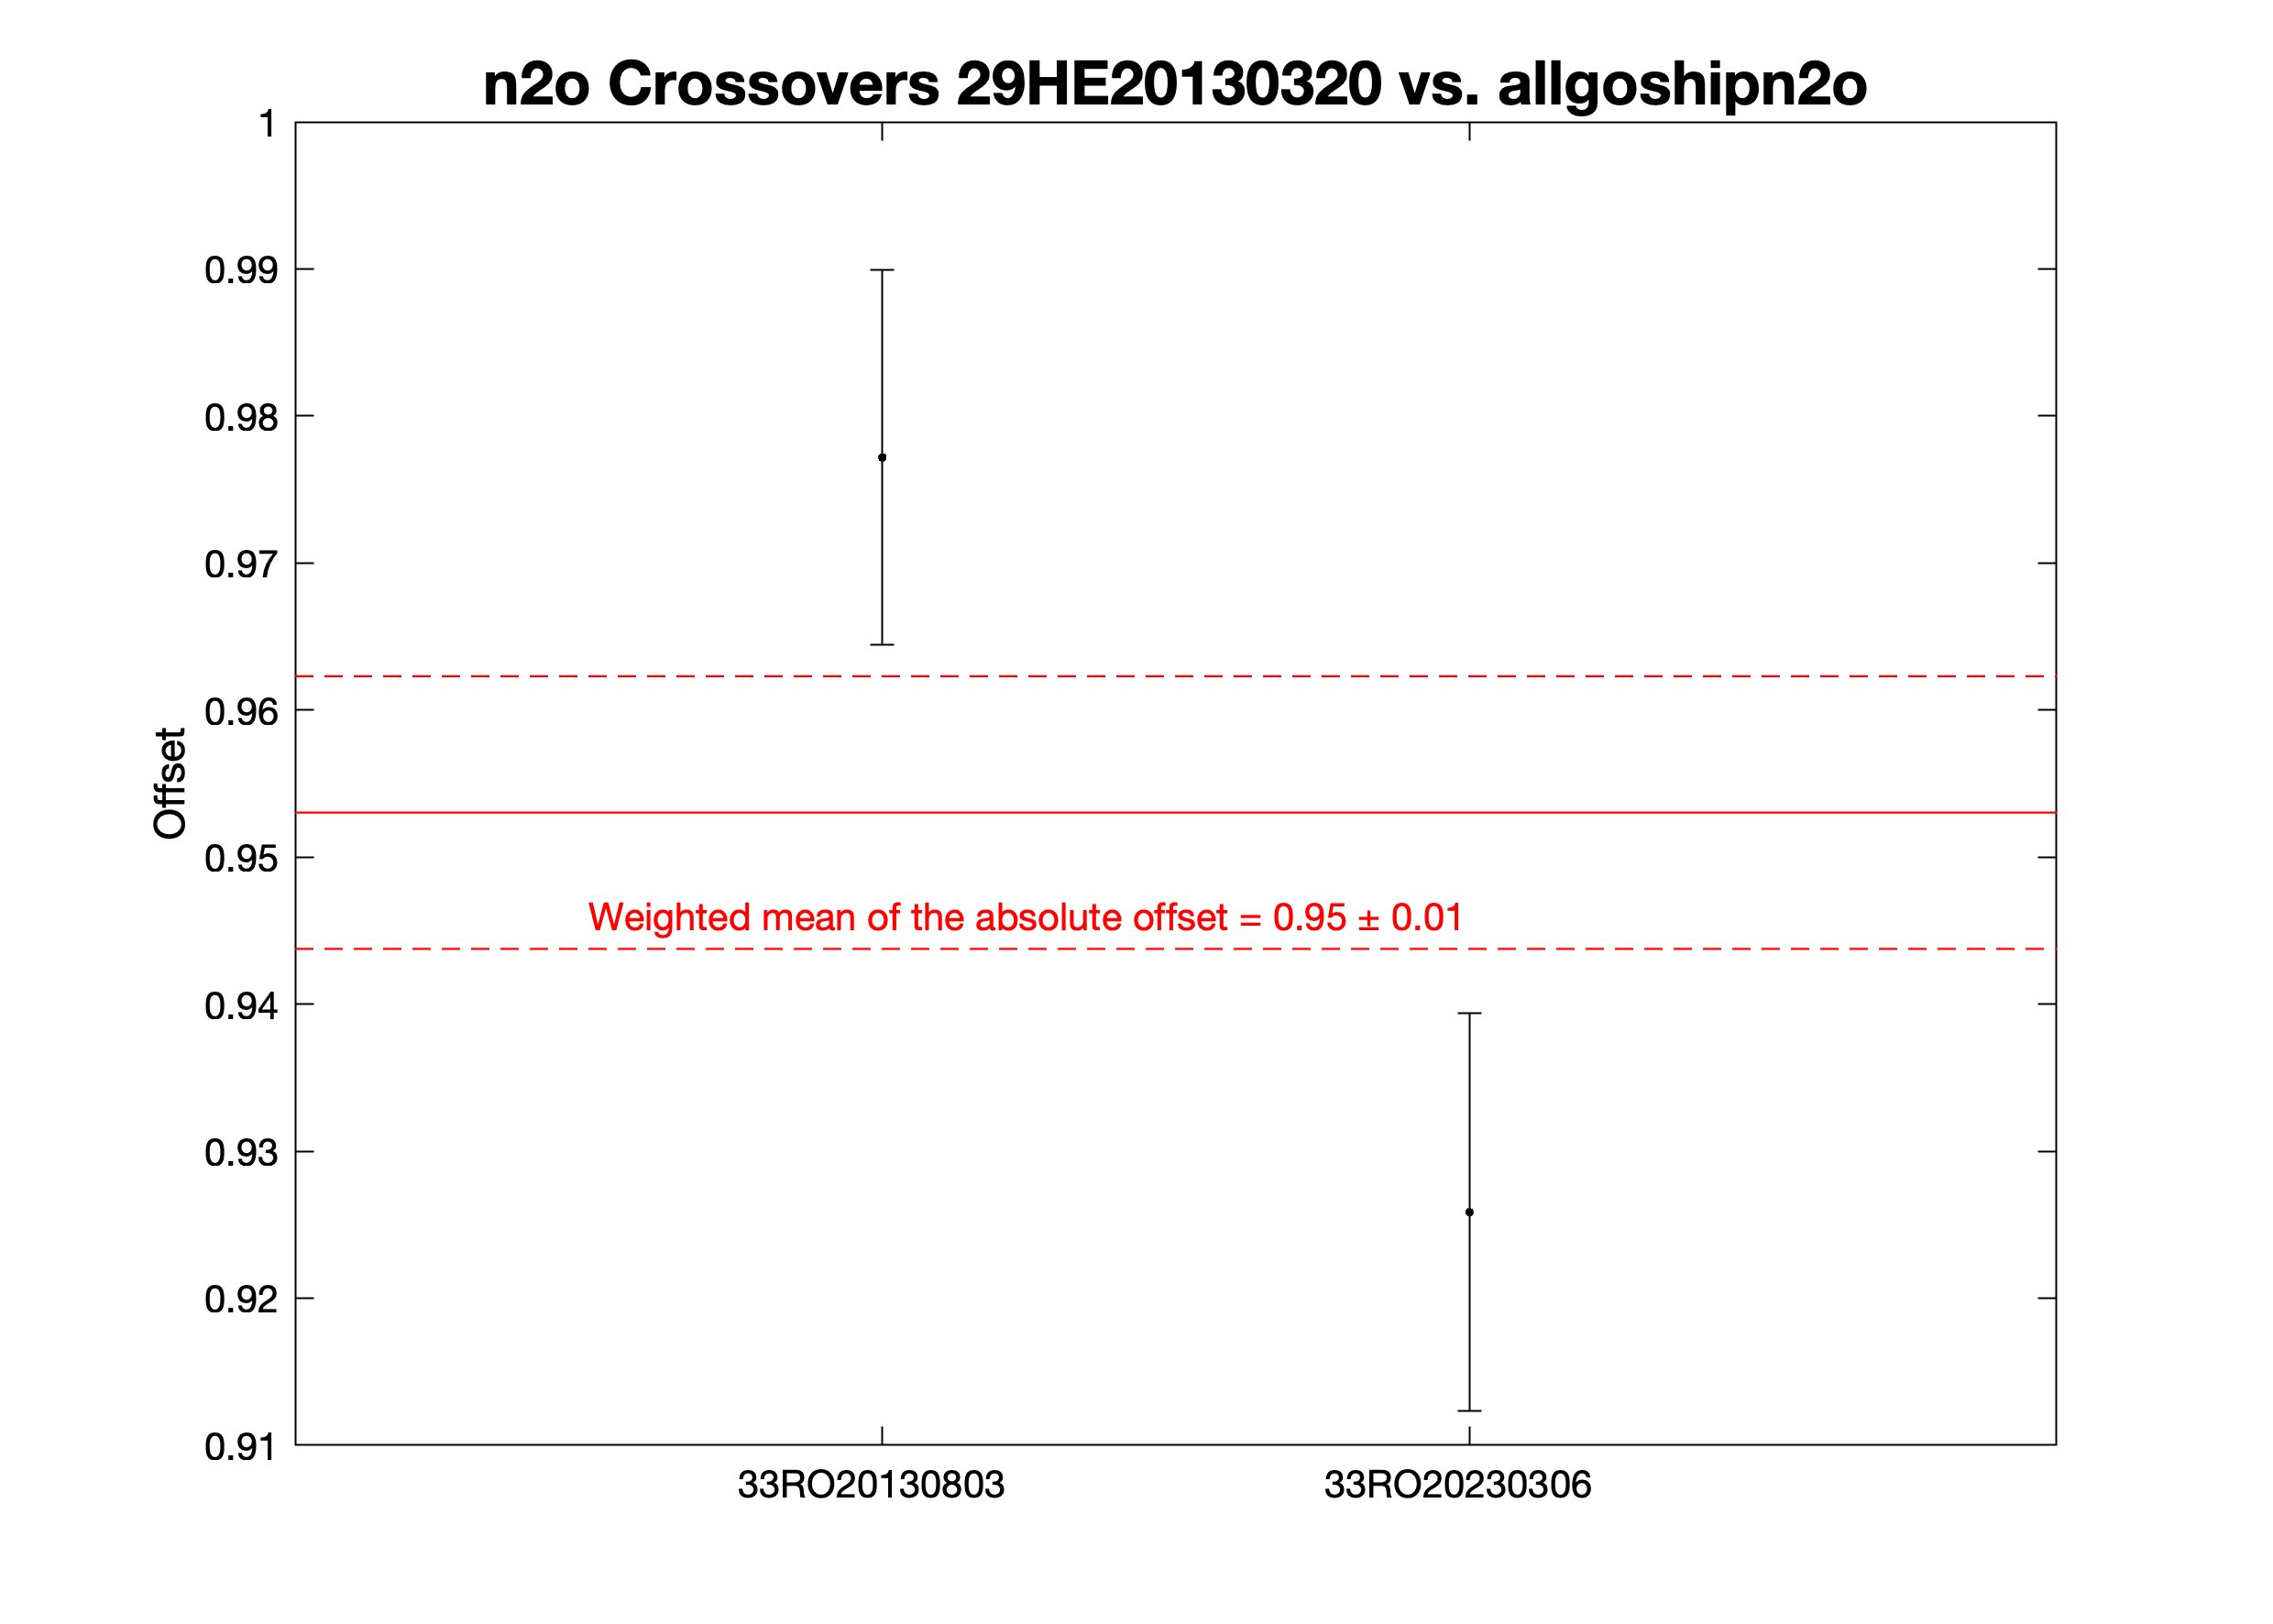 n2o Crossovers 29HE20130320 vs. allgoshipn2o
1
0.99
0.98
0.97
0.96
0.95
0.94
0.93
0.92
0.91
Offset
Weighted mean of the absolute offset = 0.95 ± 0.01
33RO20130803
33RO20230306